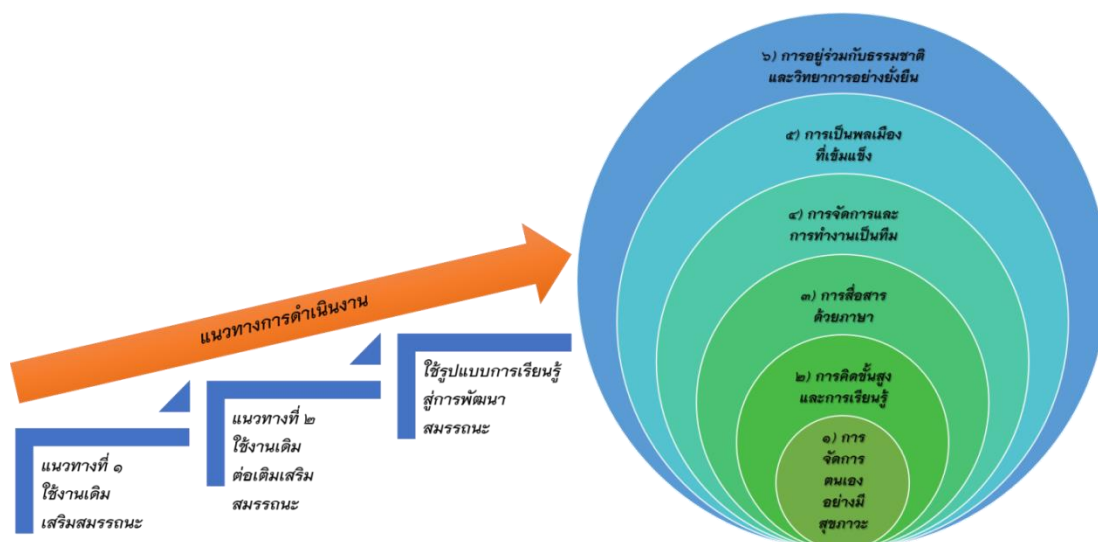 แนวทางการดำเนินงาน
แนวทางที่ ๑
ใช้งานเดิม
เสริมสมรรถนะ
แนวทางที่ ๒
ใช้งานเดิม
ต่อเติมเสริม
สมรรถนะ
ใช้รูปแบบการเรียนรู้
สู่การพัฒนา
สมรรถนะ
๖) การอยู่ร่วมกับธรรมชาติ
และวิทยาการอย่างยั่งยืน
๕) การเป็นพลเมือง
ที่เข้มแข็ง
๔) การจัดการและ
การทำงานเป็นทีม
๓) การสื่อสาร
ด้วยภาษา
๒) การคิดขั้นสูง
และการเรียนรู้
๑) การ
จัดการ
ตนเอง
อย่างมี
สุขภาวะ